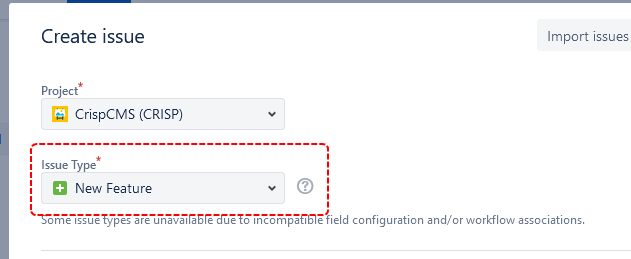 Create issue
Import issues
Project*
CrispCMS (CRISP)
Issue Type*
New Feature
Some issue types are unavailable due to incompatible field configuration and/or workflow associations.